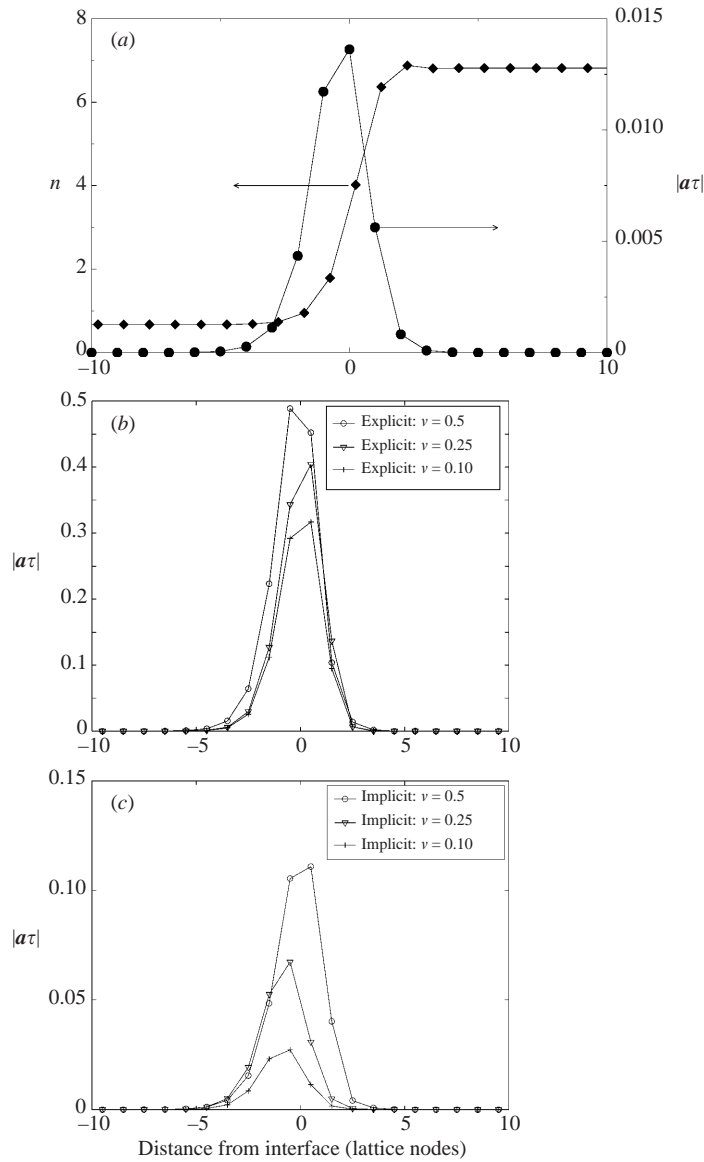 (a)
8
6
n
4
2
0
0.015
0.010
|aτ|
0.005
0
−10
0
10
(b)
0.5
0.4
|aτ|
0.3
0.2
0.1
0
Explicit: v = 0.5
Explicit: v = 0.25
Explicit: v = 0.10
−10
−5
0
5
10
(c)
0.15
0.10
|aτ|
0.05
0
Implicit: v = 0.5
Implicit: v = 0.25
Implicit: v = 0.10
−10
−5
0
5
10
Distance from interface (lattice nodes)